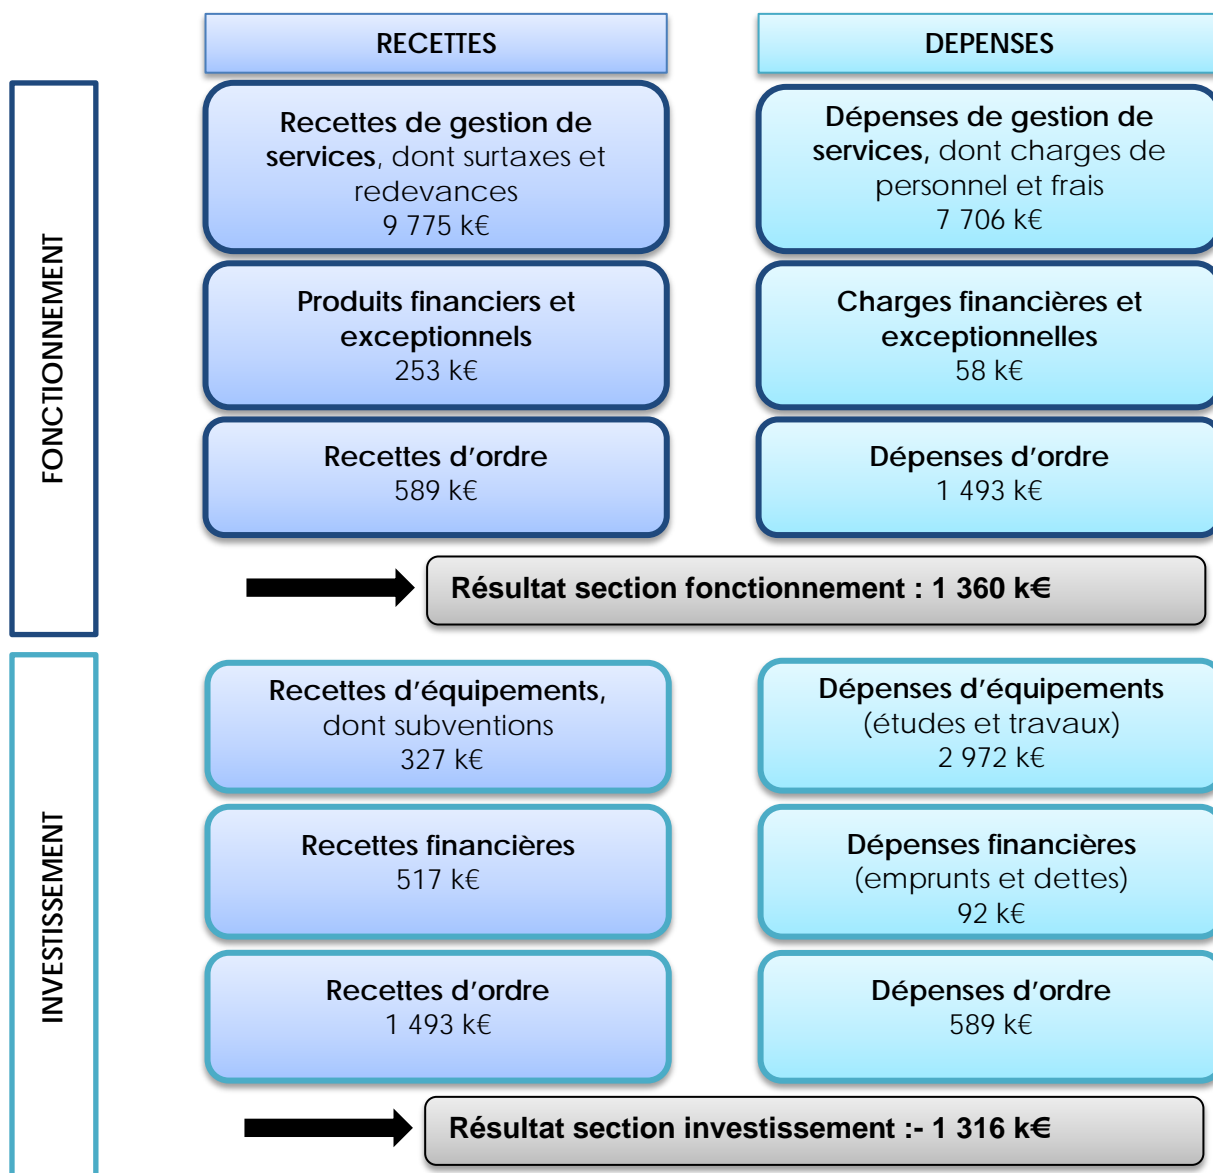 RECETTES
DEPENSES
FONCTIONNEMENT
Recettes de gestion de
services, dont surtaxes et
redevances
9 775 k€
Dépenses de gestion de
services, dont charges de
personnel et frais
7 706 k€
Produits financiers et
exceptionnels
253 k€
Charges financières et
exceptionnelles
58 k€
Recettes d’ordre
589 k€
Dépenses d’ordre
1 493 k€
Résultat section fonctionnement : 1 360 k€
INVESTISSEMENT
Recettes d’équipements,
dont subventions
327 k€
Dépenses d’équipements
(études et travaux)
2 972 k€
Recettes financières
517 k€
Dépenses financières
(emprunts et dettes)
92 k€
Recettes d’ordre
1 493 k€
Dépenses d’ordre
589 k€
Résultat section investissement :- 1 316 k€